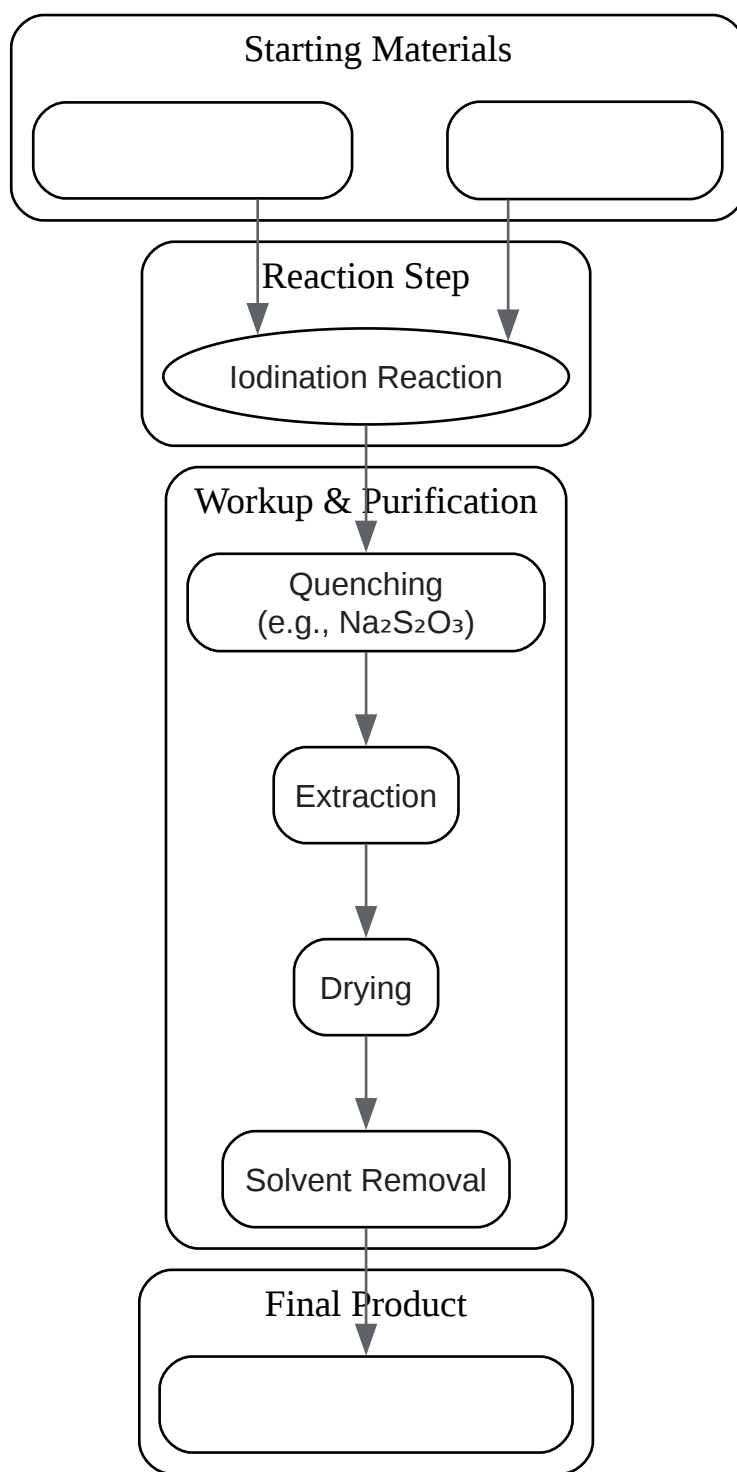 Starting Materials
Reaction Step
Iodination Reaction
Workup & Purification
Quenching
(e.g., Na₂S₂O₃)
Extraction
Drying
Solvent Removal
Final Product